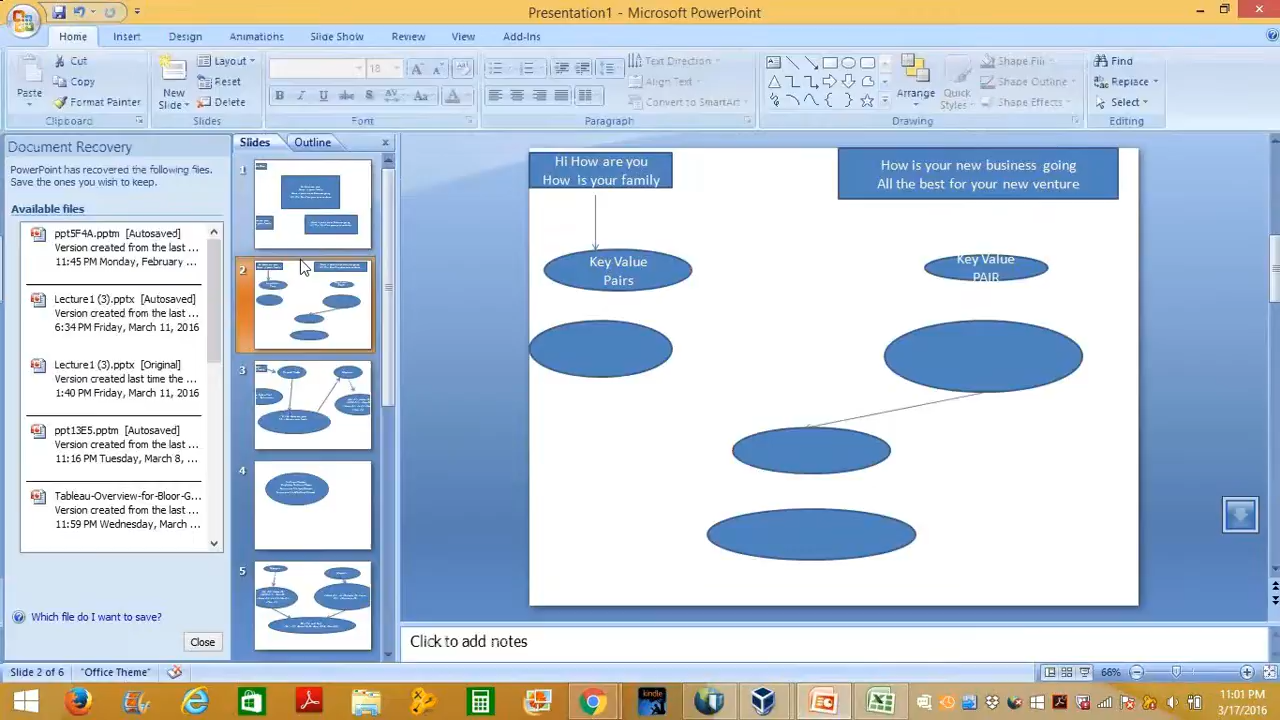 Presentation1 - Microsoft PowerPoint
Home
Insert
Design
Animations
Slide Show
Review
View
Add-Ins
Paste
Cut
Copy
Format Painter
Clipboard
New
Slide
Layout
Reset
Delete
Slides
18
Font
Text Direction
Align Text
Convert to SmartArt
Paragraph
Arrange
Quick
Styles
Shape Fill
Shape Outline
Shape Effects
Drawing
Find
Replace
Select
Editing
Document Recovery
PowerPoint has recovered the following files.
Save the ones you wish to keep.
Available files
ppt5F4A.pptm [Autosaved]
Version created from the last ...
11:45 PM Monday, February ...
Lecture1 (3).pptx [Autosaved]
Version created from the last ...
6:34 PM Friday, March 11, 2016
Lecture1 (3).pptx [Original]
Version created last time the ...
1:40 PM Friday, March 11, 2016
ppt13E5.pptm [Autosaved]
Version created from the last ...
11:16 PM Tuesday, March 8, ...
Tableau-Overview-for-Bloor-G...
Version created from the last ...
11:59 PM Wednesday, March ...
Which file do I want to save?
Close
Slides
Outline
1
2
3
4
5
Hi How are you
How is your family
How is your new business going
All the best for your new venture
Key Value
Pairs
Key Value
PAIR
Click to add notes
Slide 2 of 6
"Office Theme"
66%
kindle
11:01 PM
3/17/2016